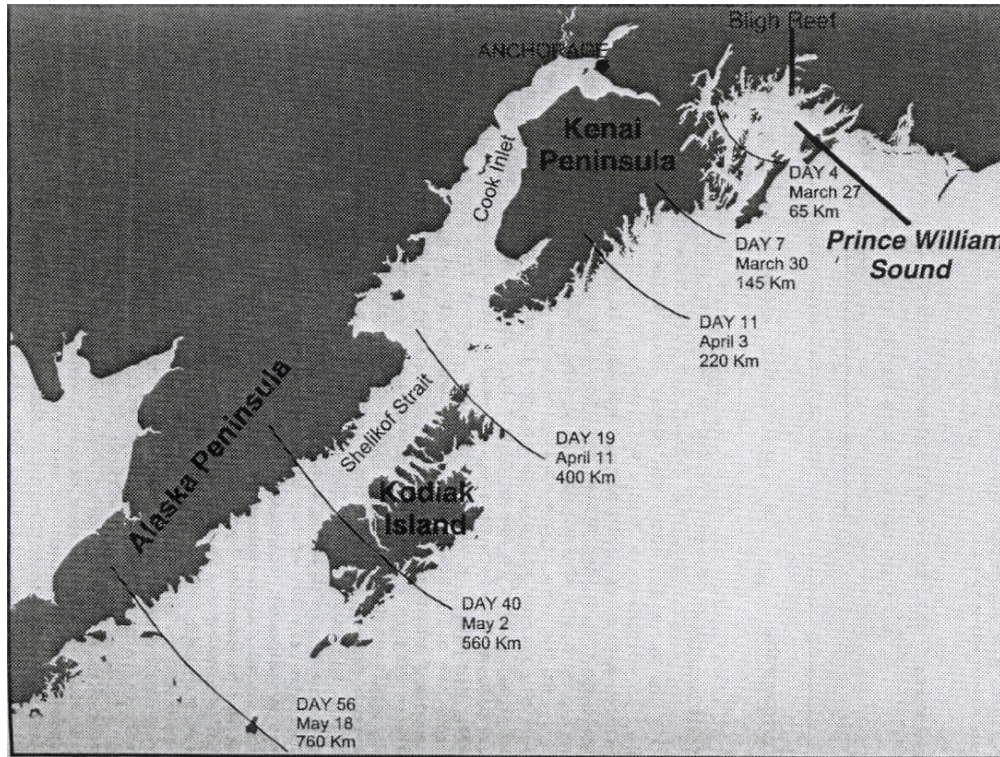 Bligh Reef
ANCHORAGE
Kenai
Peninsula
Cook Inlet
DAY 4
March 27
65 Km
Prince William
Sound
DAY 7
March 30
145 Km
DAY 11
April 3
220 Km
Alaska Peninsula
Shelikof Strait
DAY 19
April 11
400 Km
Kodiak
Island
DAY 40
May 2
560 Km
DAY 56
May 18
760 Km